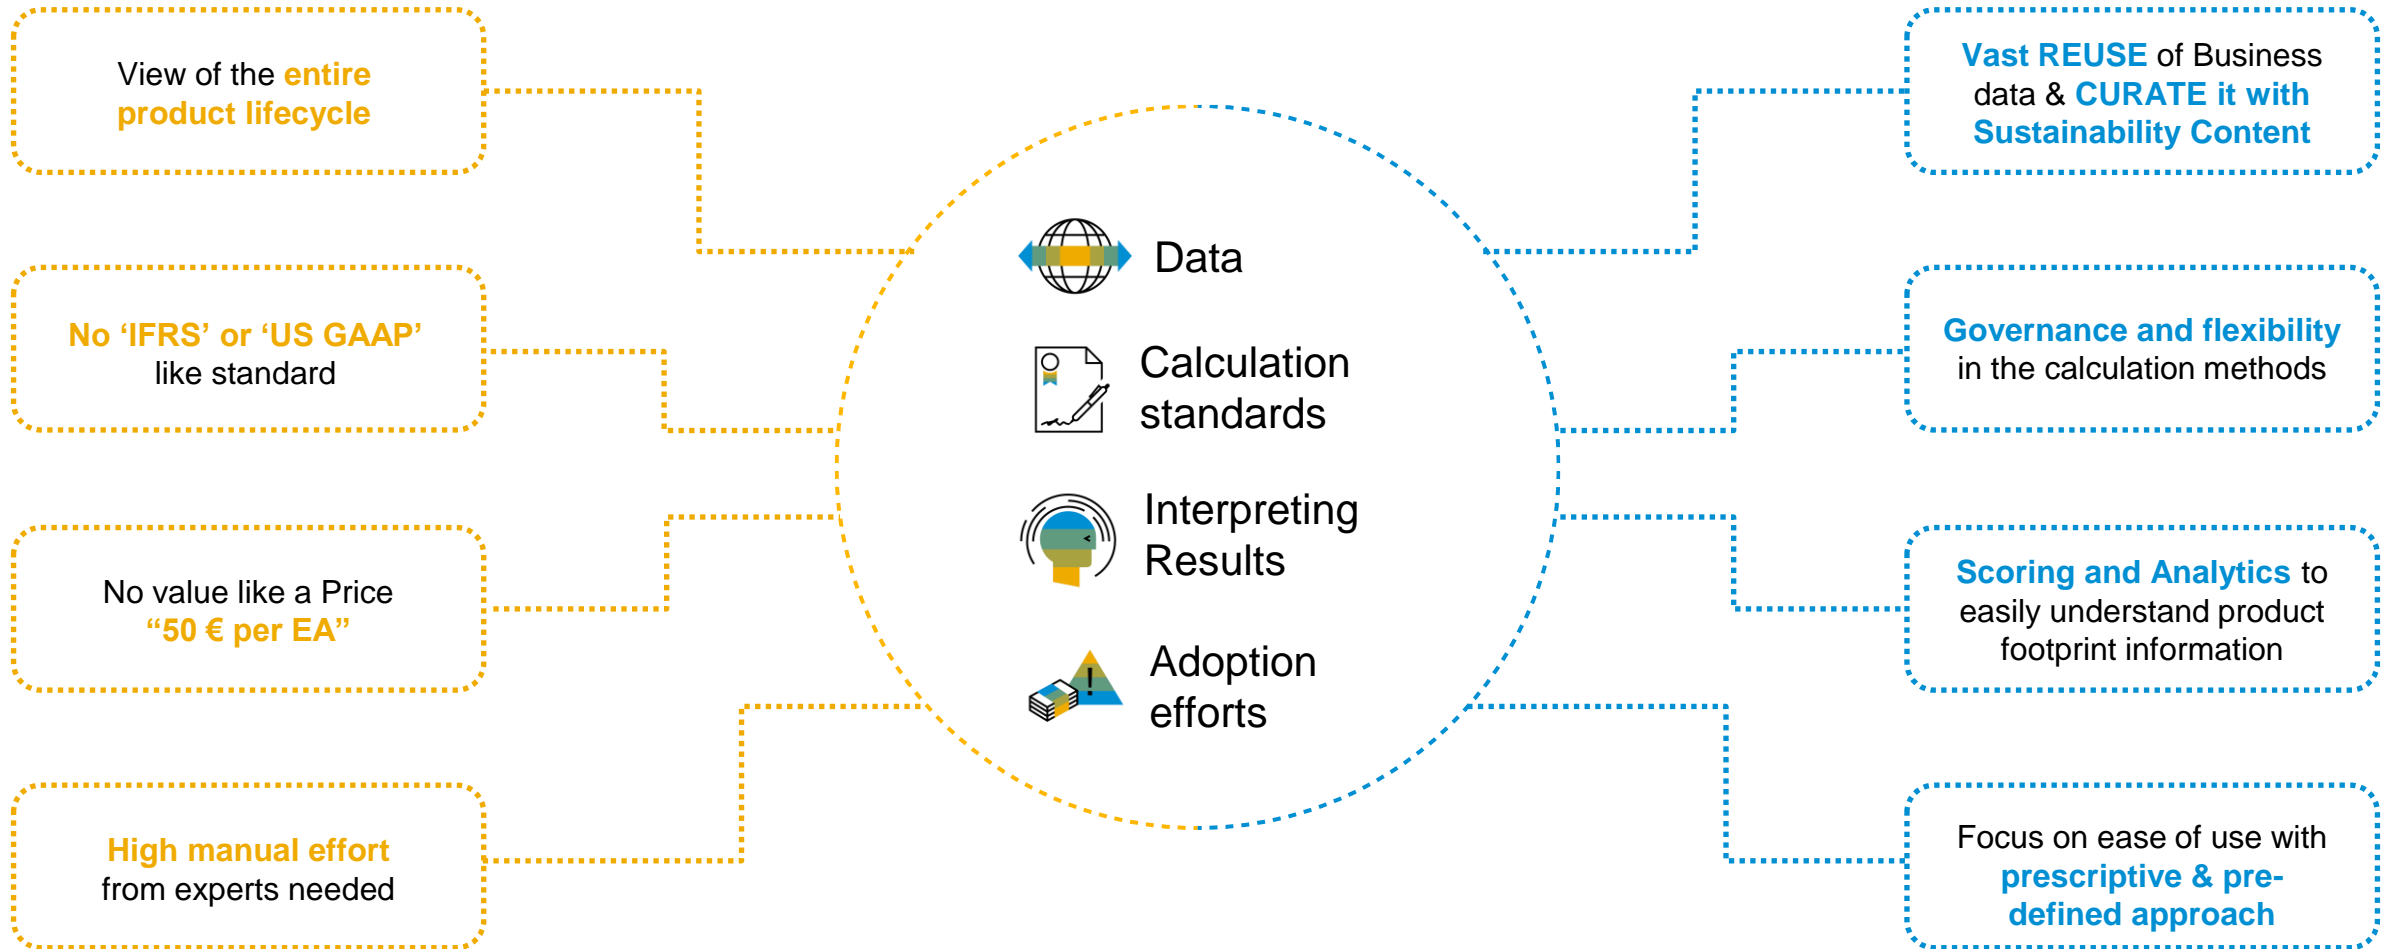 View of the entire
product lifecycle
No ‘IFRS’ or ‘US GAAP’
like standard
No value like a Price
“50 € per EA”
High manual effort
from experts needed
Data
Calculation
standards
Interpreting
Results
Adoption
efforts
Vast REUSE of Business
data & CURATE it with
Sustainability Content
Governance and flexibility
in the calculation methods
Scoring and Analytics to
easily understand product
footprint information
Focus on ease of use with
prescriptive & pre-
defined approach